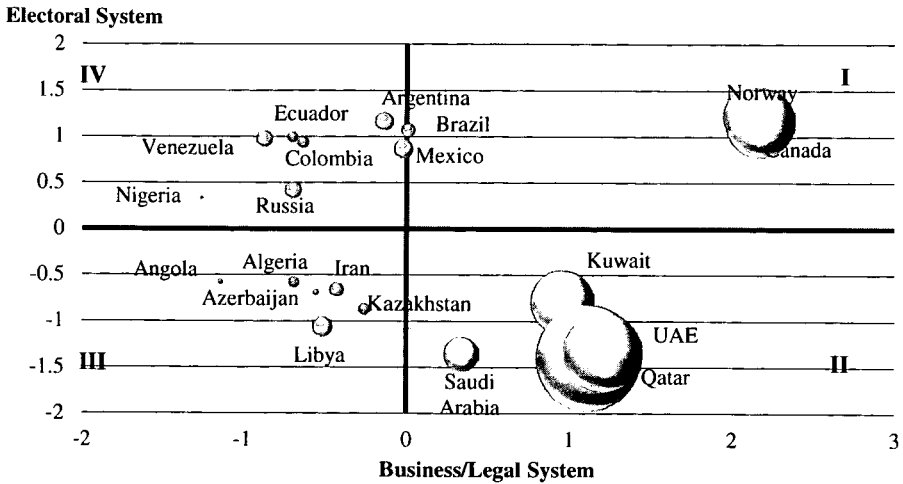 Electoral System
2
IV
I
1.5
Norway
Argentina
Ecuador
1
Brazil
Venezuela
Colombia
Mexico
Canada
0.5
Nigeria
Russia
0
Kuwait
-0.5
Angola
Algeria
Iran
Azerbaijan
Kazakhstan
-1
UAE
Libya
III
-1.5
II
Saudi
Arabia
Qatar
-2
-2 -1 0 1 2 3
Business/Legal System